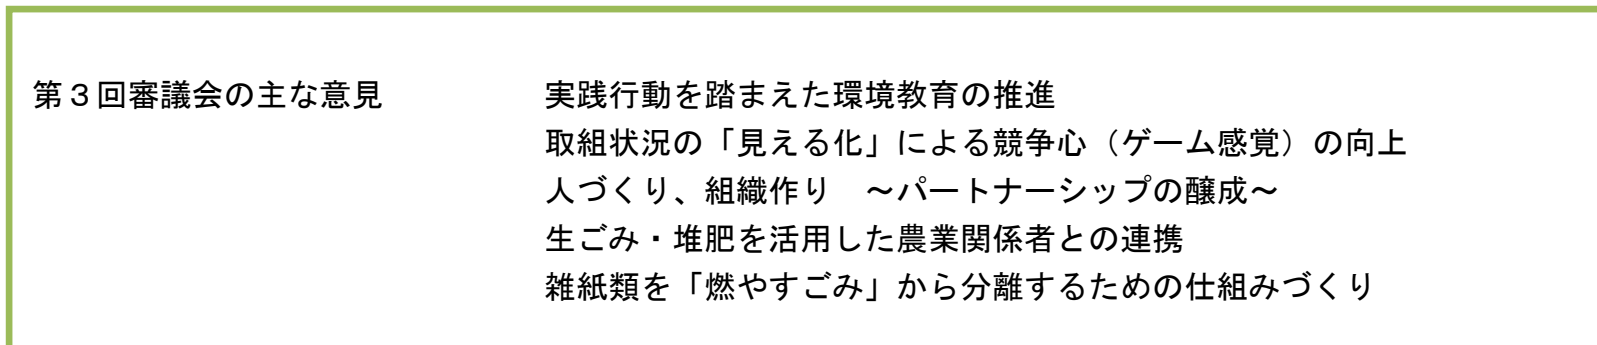 第３回審議会の主な意見　実践行動を踏まえた環境教育の推進
取組状況の「見える化」による競争心（ゲーム感覚）の向上
人づくり、組織作り　～パートナーシップの醸成～
生ごみ・堆肥を活用した農業関係者との連携
雑紙類を「燃やすごみ」から分離するための仕組みづくり